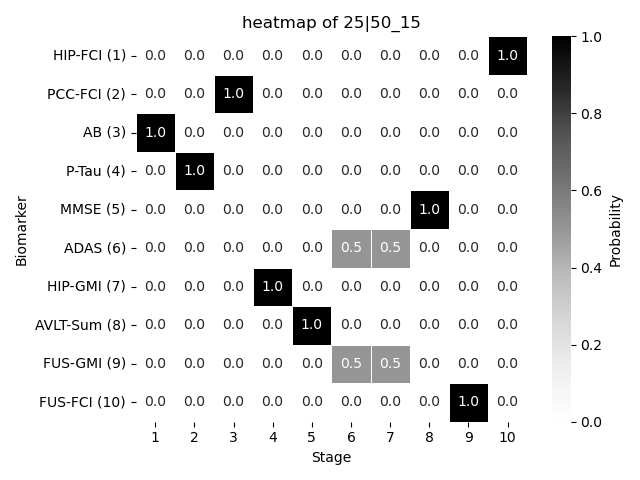 heatmap of 25|50_15
HIP-FCI (1) 0.0 0.0 0.0 0.0 0.0 0.0 0.0 0.0 0.0 1.0
PCC-FCI (2) 0.0 0.0 1.0 0.0 0.0 0.0 0.0 0.0 0.0 0.0
AB (3) 1.0 0.0 0.0 0.0 0.0 0.0 0.0 0.0 0.0 0.0
P-Tau (4) 0.0 1.0 0.0 0.0 0.0 0.0 0.0 0.0 0.0 0.0
MMSE (5) 0.0 0.0 0.0 0.0 0.0 0.0 0.0 1.0 0.0 0.0
ADAS (6) 0.0 0.0 0.0 0.0 0.0 0.5 0.5 0.0 0.0 0.0
HIP-GMI (7) 0.0 0.0 0.0 1.0 0.0 0.0 0.0 0.0 0.0 0.0
AVLT-Sum (8) 0.0 0.0 0.0 0.0 1.0 0.0 0.0 0.0 0.0 0.0
FUS-GMI (9) 0.0 0.0 0.0 0.0 0.0 0.5 0.5 0.0 0.0 0.0
FUS-FCI (10) 0.0 0.0 0.0 0.0 0.0 0.0 0.0 0.0 1.0 0.0
1 2 3 4 5 6 7 8 9 10
Stage
Biomarker
1.0
0.8
0.6
0.4
0.2
0.0
Probability